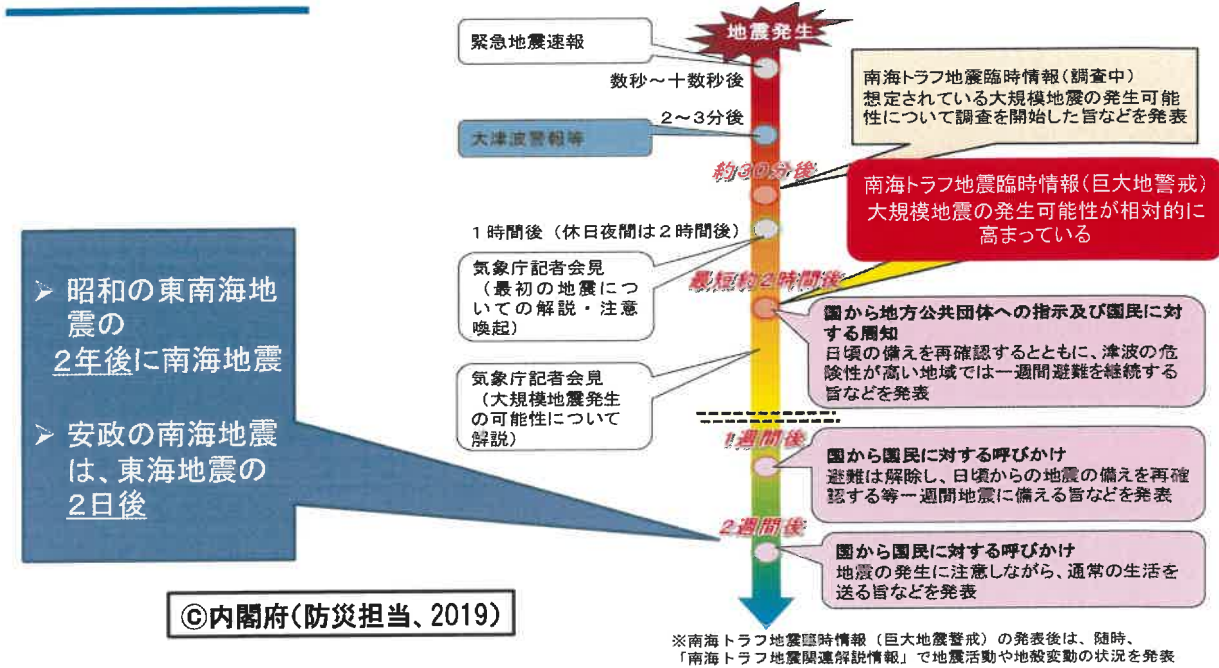 地震発生
緊急地震速報
数秒～十数秒後
2～3分後
大津波警報等
約30分後
南海トラフ地震臨時情報(調査中)
想定されている大規模地震の発生可能
性について調査を開始した旨などを発表
南海トラフ地震臨時情報(巨大地警戒)
大規模地震の発生可能性が相対的に
高まっている
1時間後(休日夜間は2時間後)
気象庁記者会見
(最初の地震につ
いての解説・注意
喚起)
最短約2時間後
国から地方公共団体への指示及び国民に対
する周知
日頃の備えを再確認するとともに、津波の危
険性が高い地域では一週間避難を継続する
旨などを発表
気象庁記者会見
(大規模地震発生
の可能性について
解説)
1週間後
国から国民に対する呼びかけ
避難は解除し、日頃からの地震の備えを再確
認する等一週間地震に備える旨などを発表
2週間後
国から国民に対する呼びかけ
地震の発生に注意しながら、通常の生活を
送る旨などを発表
➢ 昭和の東南海地
震の
2年後に南海地震
➢ 安政の南海地震
は、東海地震の
2日後
©内閣府(防災担当、2019)
※南海トラフ地震臨時情報(巨大地震警戒)の発表後は、随時、
「南海トラフ地震関連解説情報」で地震活動や地殻変動の状況を発表